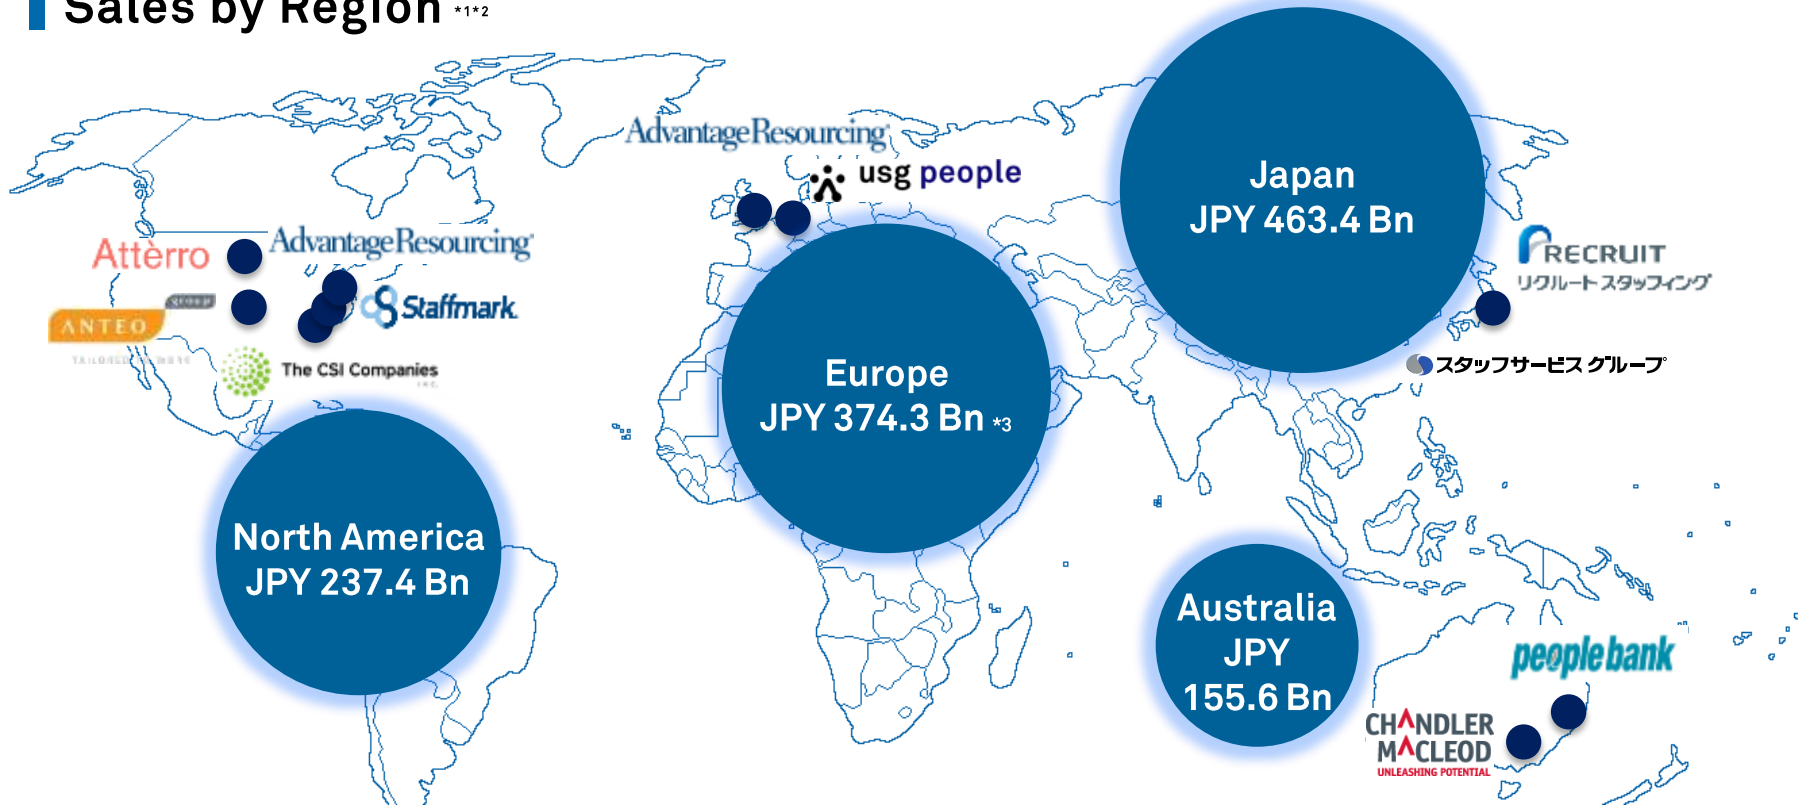 Sales by Region *1*2
AdvantageResourcing
usg people
Japan
JPY 463.4 Bn
RECRUIT
リクルートスタッフィング
スタッフサービス グループ
Attèrro
AdvantageResourcing
GROUP
ANTEO
Staffmark
The CSI Companies
INC.
Europe
JPY 374.3 Bn *3
North America
JPY 237.4 Bn
Australia
JPY
155.6 Bn
peoplebank
CHANDLER
MACLEOD
UNLEASHING POTENTIAL